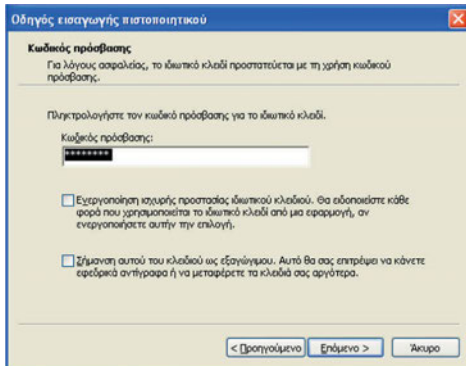 Οδηγός εισαγωγής πιστοποιητικού
Κωδικός πρόσβασης
Για λόγους ασφαλείας, το ιδιωτικό κλειδί προστατεύεται με τη χρήση κωδικού
πρόσβασης.
Πληκτρολογήστε τον κωδικό πρόσβασης για το ιδιωτικό κλειδί.
Κωδικός πρόσβασης:
********
Ενεργοποίηση ισχυρής προστασίας ιδιωτικού κλειδιού. Θα ειδοποιείστε κάθε
φορά που χρησιμοποιείται το ιδιωτικό κλειδί από μια εφαρμογή, αν
ενεργοποιήσετε αυτήν την επιλογή.
Σήμανση αυτού του κλειδιού ως εξαγώγιμου. Αυτό θα σας επιτρέψει να κάνετε
εφεδρικά αντίγραφα ή να μεταφέρετε τα κλειδιά σας αργότερα.
< Προηγούμενο Επόμενο > Άκυρο